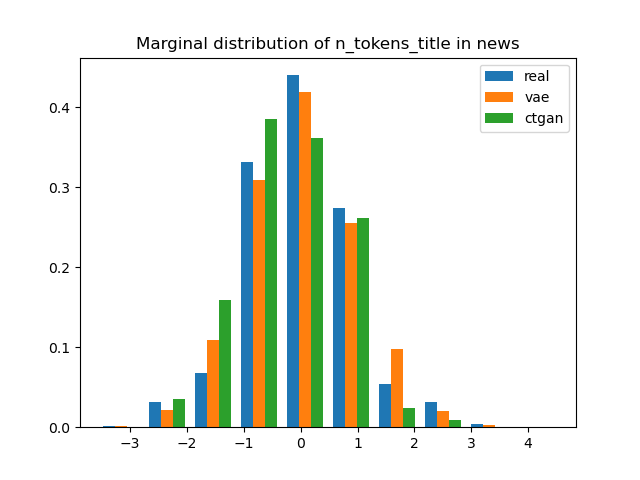 Marginal distribution of n_tokens_title in news
real
vae
ctgan
0.4
0.3
0.2
0.1
0.0
−3 −2 −1 0 1 2 3 4